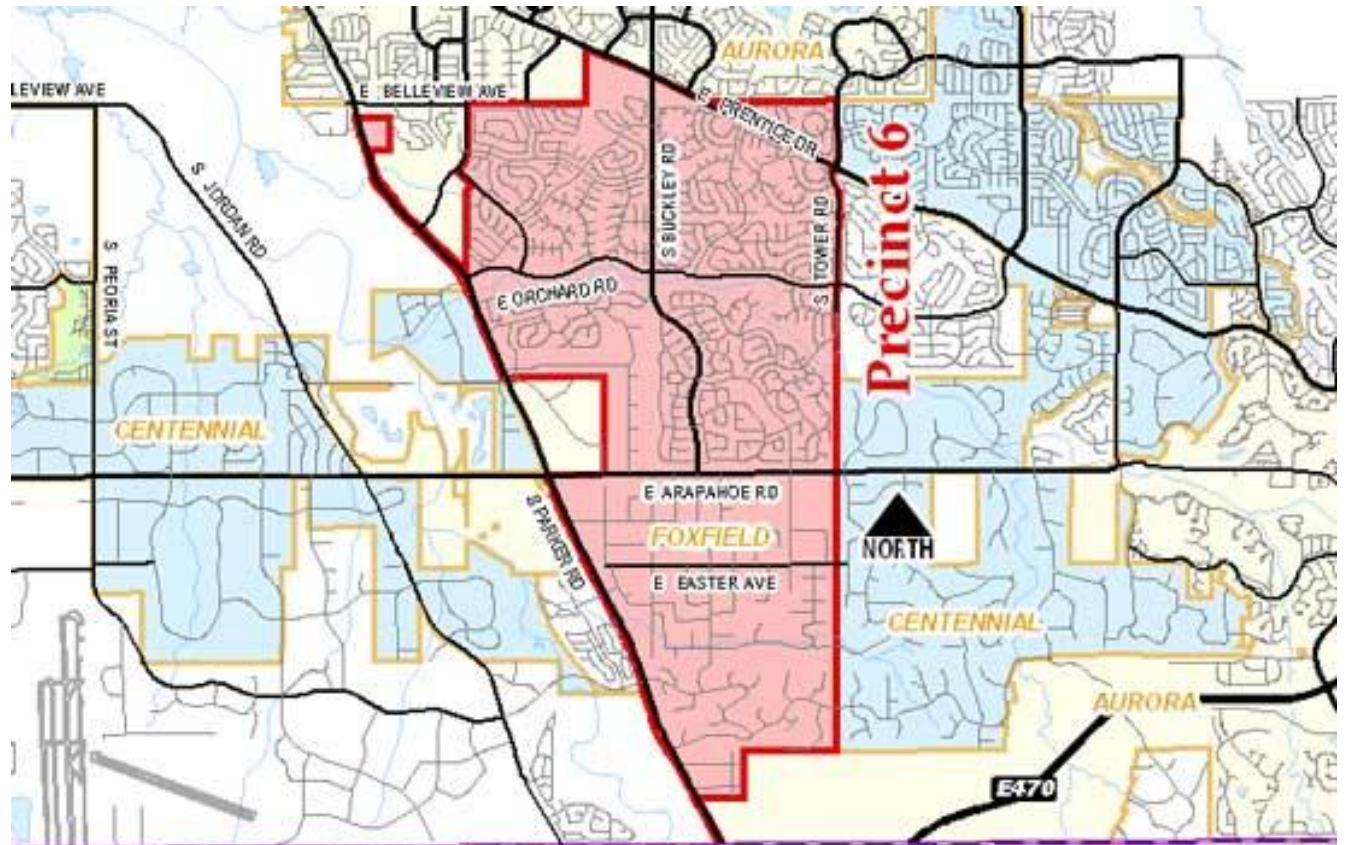 AURORA
LEVIEW AVE
E BELLEVIEW AVE
E PRENTICE DR
Precinct 6
S JORDAN RD
S BUCKLEY RD
S TOWER RD
S PEORIA ST
E ORCHARD RD
CENTENNIAL
E ARAPAHOE RD
S PARKER RD
FOXFIELD
NORTH
E EASTER AVE
CENTENNIAL
AURORA
E470